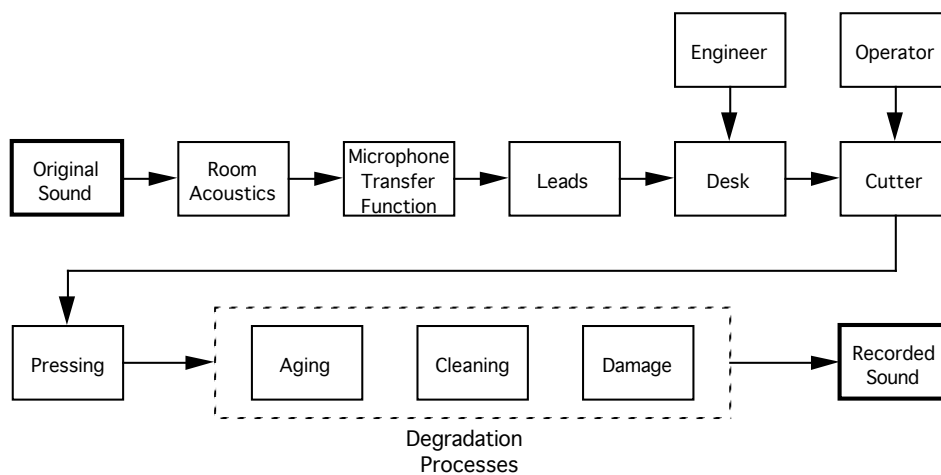 Engineer
Operator
Original
Sound
Room
Acoustics
Microphone
Transfer
Function
Leads
Desk
Cutter
Pressing
Aging
Cleaning
Damage
Recorded
Sound
Degradation
Processes